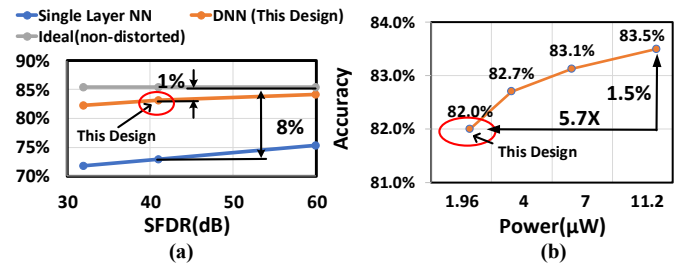 Single Layer NN
DNN (This Design)
Ideal(non-distorted)
90%
85%
80%
75%
70%
1%
This Design
8%
30
40
50
60
SFDR(dB)
(a)
84.0%
83.0%
82.0%
81.0%
Accuracy
82.0%
82.7%
83.1%
83.5%
1.5%
5.7X
This Design
1.96
4
7
11.2
Power(μW)
(b)